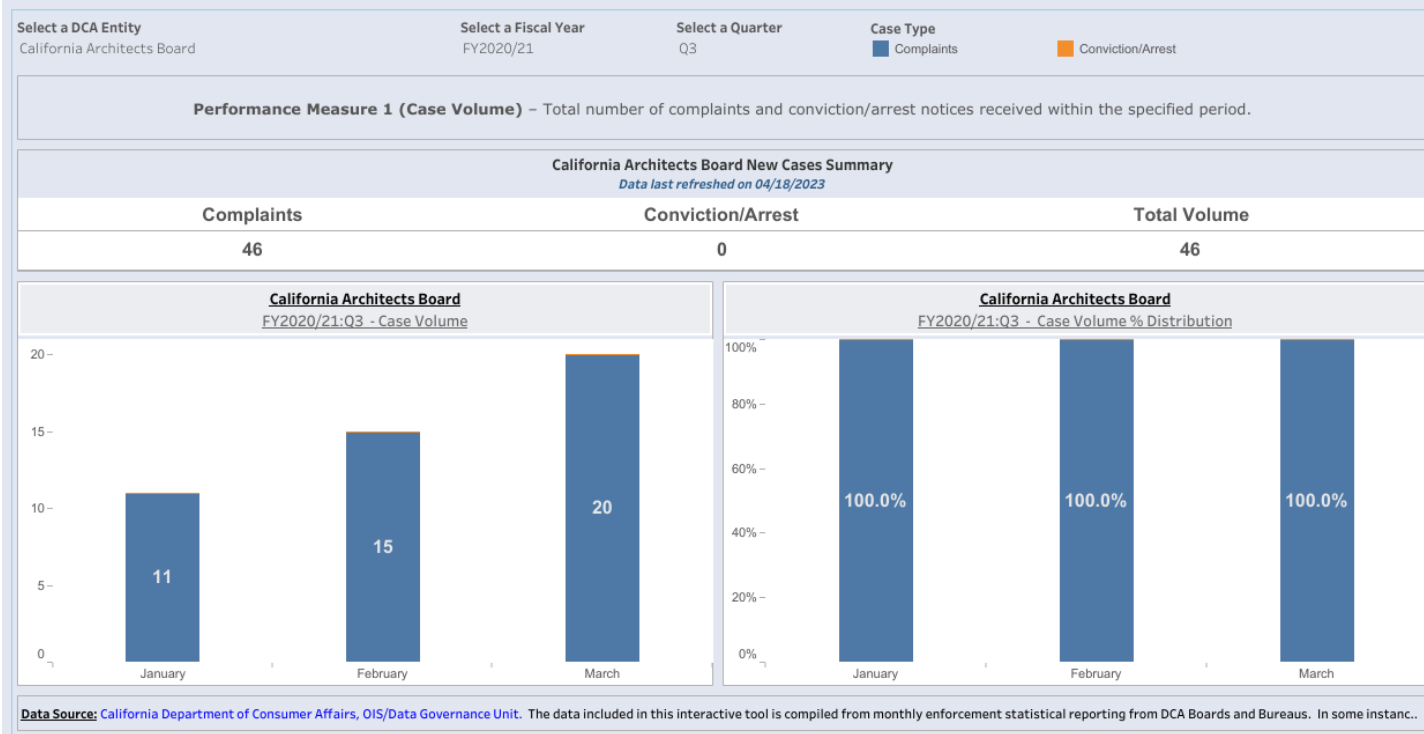 Select a DCA Entity
Select a Fiscal Year
Select a Quarter
Case Type
California Architects Board
FY2020/21
Q3
Complaints
Conviction/Arrest
Performance Measure 1 (Case Volume) – Total number of complaints and conviction/arrest notices received within the specified period.
California Architects Board New Cases Summary
Data last refreshed on 04/18/2023
Complaints
Conviction/Arrest
Total Volume
46
0
46
California Architects Board
FY2020/21:Q3 - Case Volume
20
15
10
5
0
11
15
20
January
February
March
California Architects Board
FY2020/21:Q3 - Case Volume % Distribution
100%
80%
60%
40%
20%
0%
100.0%
100.0%
100.0%
January
February
March
Data Source: California Department of Consumer Affairs, OIS/Data Governance Unit. The data included in this interactive tool is compiled from monthly enforcement statistical reporting from DCA Boards and Bureaus. In some instanc..